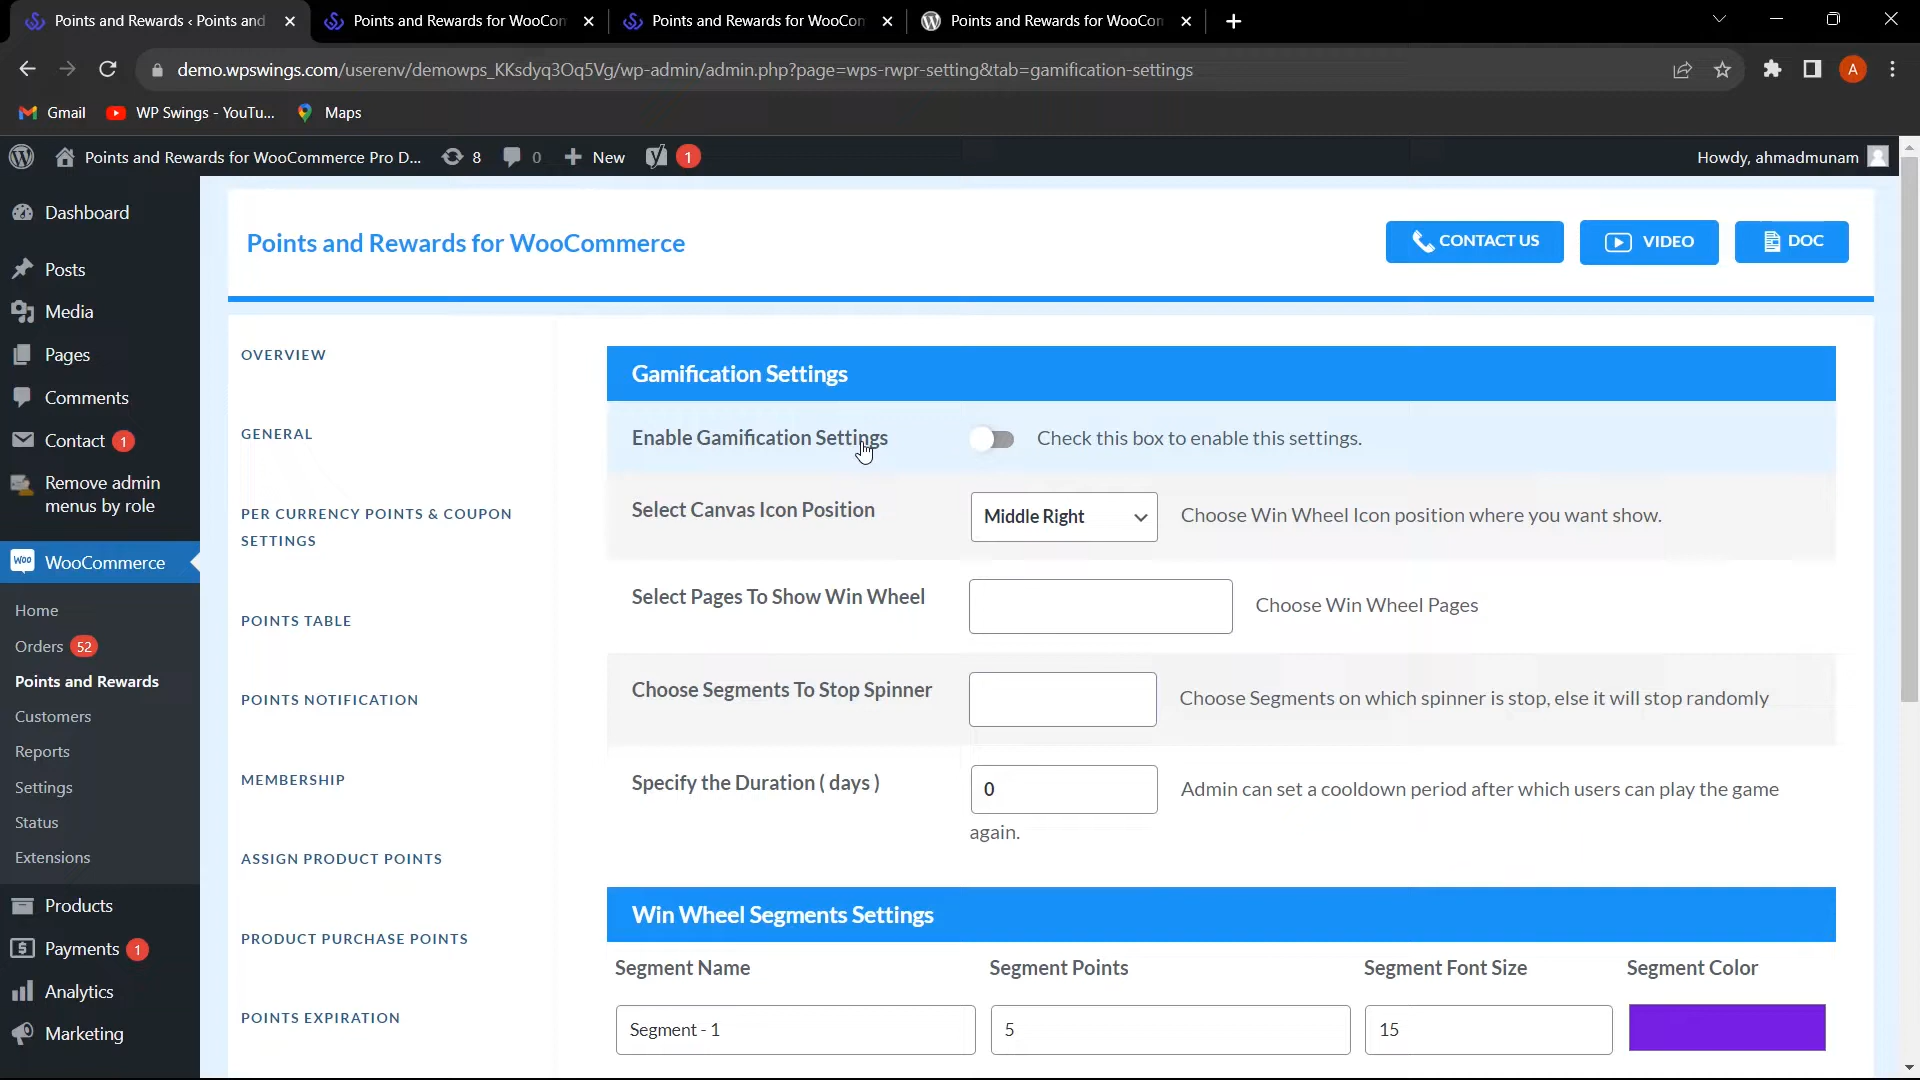 Points and Rewards ‹ Points and
Points and Rewards for WooCon
Points and Rewards for WooCon
Points and Rewards for WooCon
demo.wpswings.com/userenv/demowps_KKsdyq3Oq5Vg/wp-admin/admin.php?page=wps-rwpr-setting&tab=gamification-settings
A
Gmail
WP Swings - YouTu...
Maps
Points and Rewards for WooCommerce Pro D...
8
0
New
1
Howdy, ahmadmunam
Dashboard
Posts
Media
Pages
Comments
Contact 1
Remove admin
menus by role
Woo WooCommerce
Home
Orders 52
Points and Rewards
Customers
Reports
Settings
Status
Extensions
Products
Payments 1
Analytics
Marketing
Points and Rewards for WooCommerce
CONTACT US
VIDEO
DOC
OVERVIEW
GENERAL
PER CURRENCY POINTS & COUPON
SETTINGS
POINTS TABLE
POINTS NOTIFICATION
MEMBERSHIP
ASSIGN PRODUCT POINTS
PRODUCT PURCHASE POINTS
POINTS EXPIRATION
Gamification Settings
Enable Gamification Settings
Check this box to enable this settings.
Select Canvas Icon Position
Middle Right
Choose Win Wheel Icon position where you want show.
Select Pages To Show Win Wheel
Choose Win Wheel Pages
Choose Segments To Stop Spinner
Choose Segments on which spinner is stop, else it will stop randomly
Specify the Duration ( days )
0
Admin can set a cooldown period after which users can play the game
again.
Win Wheel Segments Settings
Segment Name
Segment Points
Segment Font Size
Segment Color
Segment - 1
5
15